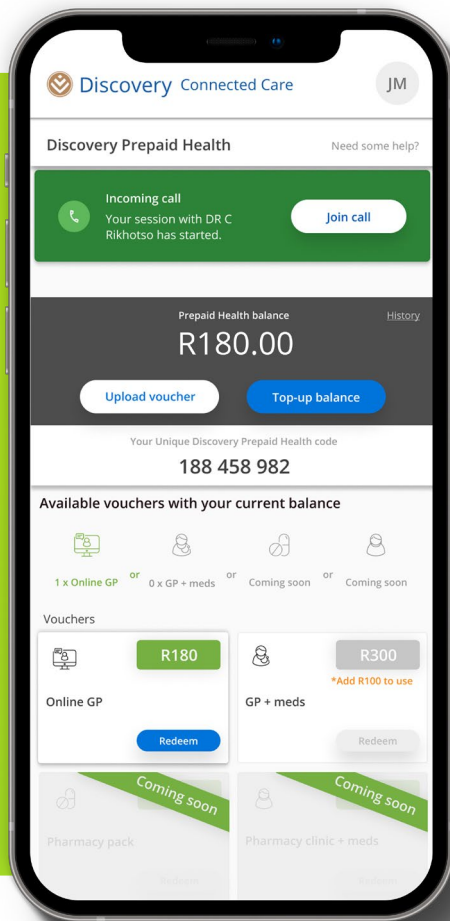 Discovery Connected Care
JM
Discovery Prepaid Health
Need some help?
Incoming call
Your session with DR C
Rikhotso has started.
Join call
Prepaid Health balance
History
R180.00
Upload voucher
Top-up balance
Your Unique Discovery Prepaid Health code
188 458 982
Available vouchers with your current balance
1 x Online GP
or
0 x GP + meds
or
Coming soon
or
Coming soon
Vouchers
R180
Online GP
Redeem
R300
*Add R100 to use
GP + meds
Redeem
Coming soon
Pharmacy pack
Redeem
Coming soon
Pharmacy clinic + meds
Redeem